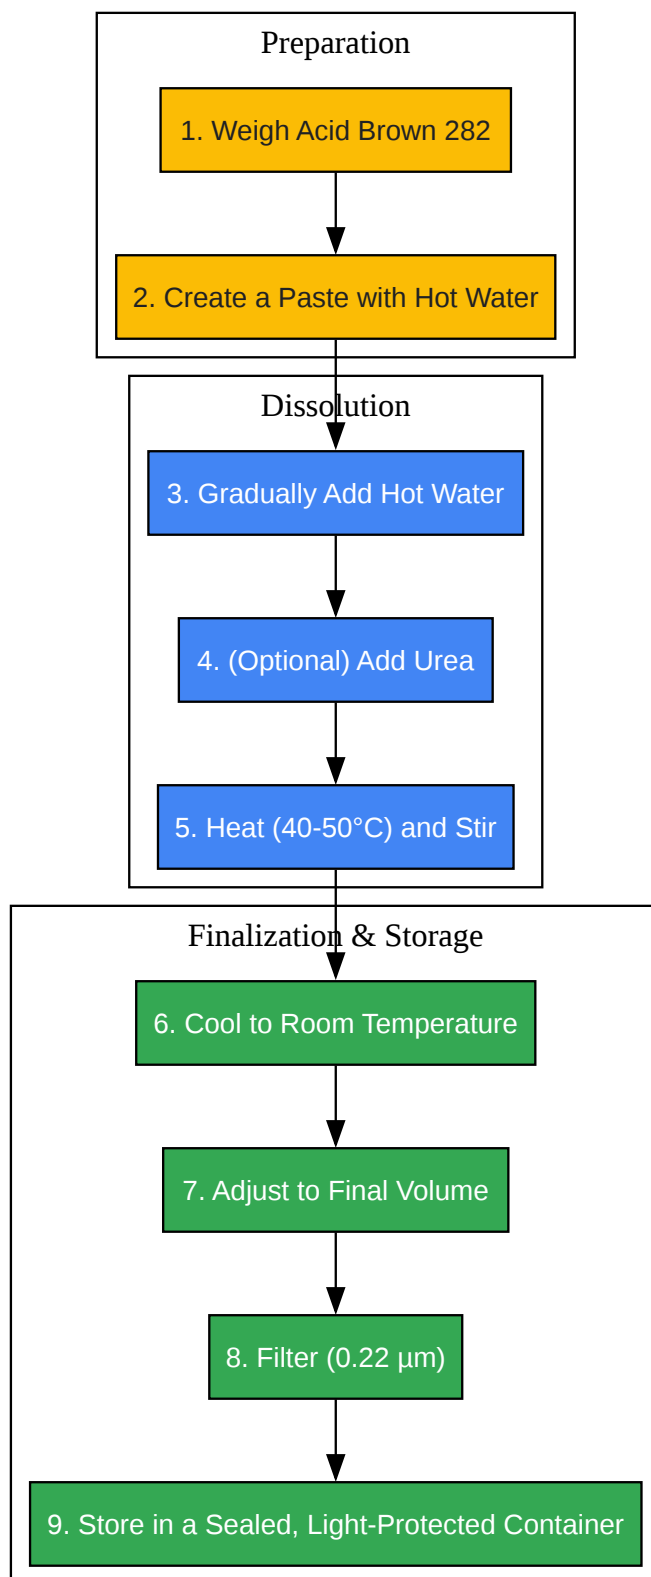 Preparation
1. Weigh Acid Brown 282
2. Create a Paste with Hot Water
Dissolution
3. Gradually Add Hot Water
4. (Optional) Add Urea
5. Heat (40-50°C) and Stir
Finalization & Storage
6. Cool to Room Temperature
7. Adjust to Final Volume
8. Filter (0.22 µm)
9. Store in a Sealed, Light-Protected Container